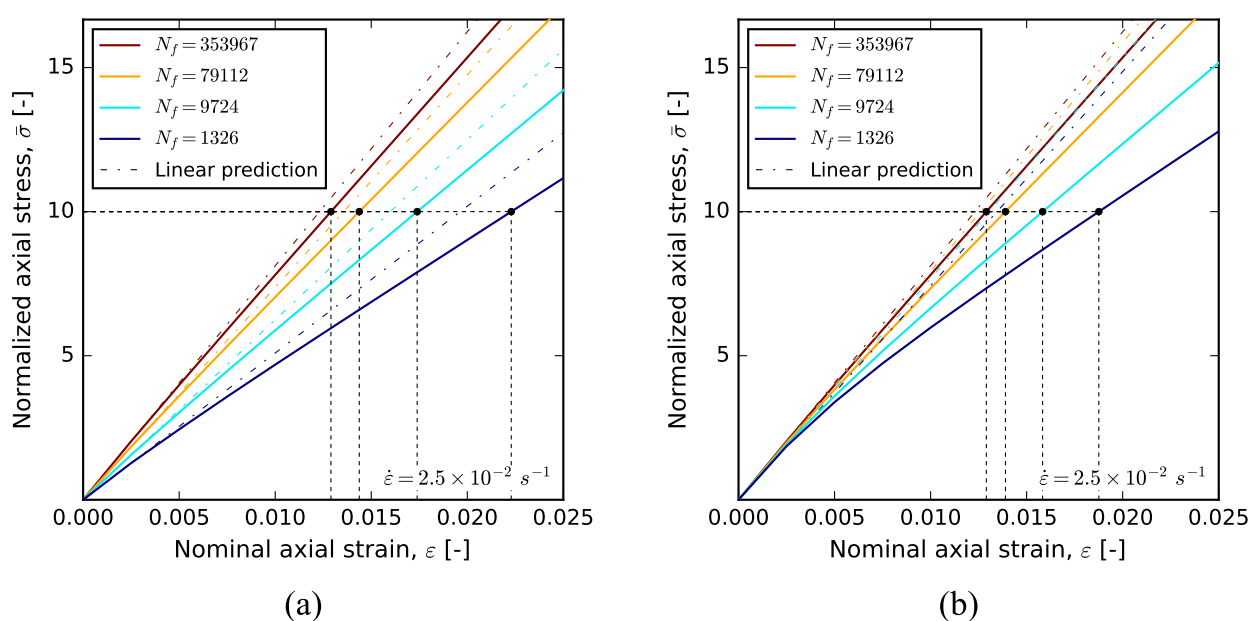 15
10
5
0.000 0.005 0.010 0.015 0.020 0.025
Normalized axial stress, σ̄ [-]
N_f = 353967
N_f = 79112
N_f = 9724
N_f = 1326
Linear prediction
ε̇ = 2.5 × 10⁻² s⁻¹
Nominal axial strain, ε [-]
(a)
15
10
5
0.000 0.005 0.010 0.015 0.020 0.025
Normalized axial stress, σ̄ [-]
N_f = 353967
N_f = 79112
N_f = 9724
N_f = 1326
Linear prediction
ε̇ = 2.5 × 10⁻² s⁻¹
Nominal axial strain, ε [-]
(b)